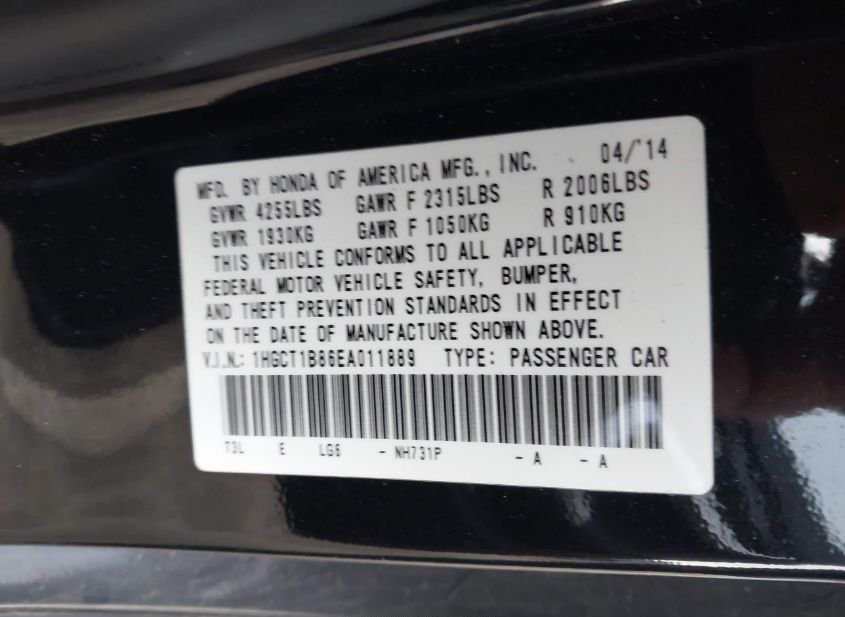 MFD. BY HONDA OF AMERICA MFG., INC. 04/'14
GVWR 4255LBS GAWR F 2315LBS R 2006LBS
GVWR 1930KG GAWR F 1050KG R 910KG
THIS VEHICLE CONFORMS TO ALL APPLICABLE
FEDERAL MOTOR VEHICLE SAFETY, BUMPER,
AND THEFT PREVENTION STANDARDS IN EFFECT
ON THE DATE OF MANUFACTURE SHOWN ABOVE.
V.I.N.: 1HGCT1B86EA011889 TYPE: PASSENGER CAR
T3L E LG6 - NH731P - A - A